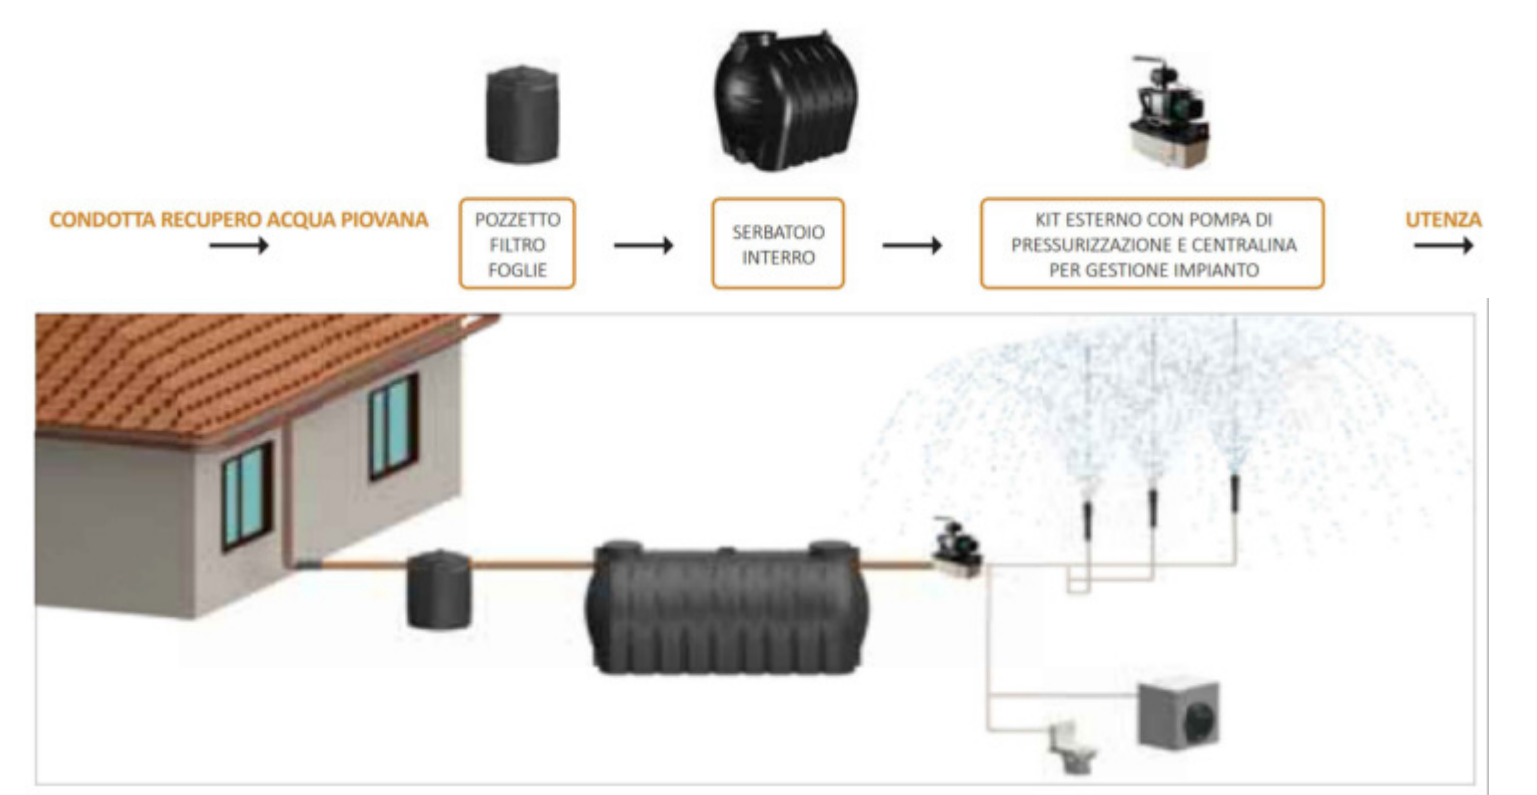 CONDOTTA RECUPERO ACQUA PIOVANA
POZZETTO
FILTRO
FOGLIE
SERBATOIO
INTERRO
KIT ESTERNO CON POMPA DI
PRESSURIZZAZIONE E CENTRALINA
PER GESTIONE IMPIANTO
UTENZA